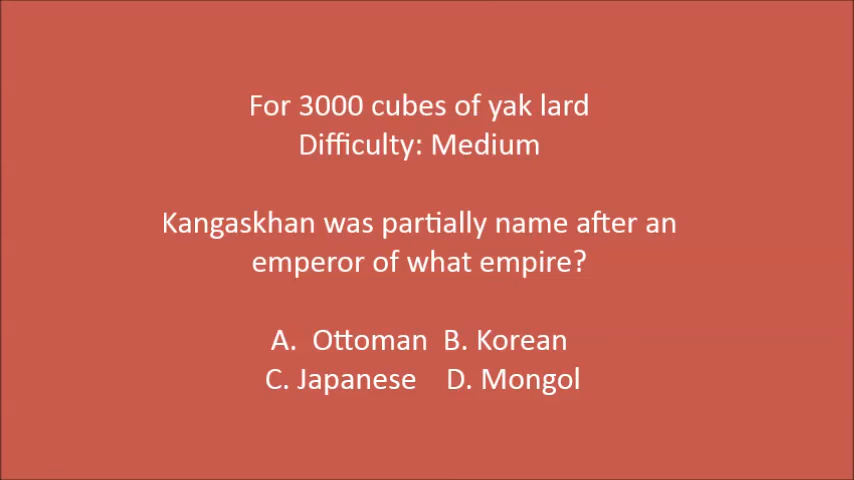 For 3000 cubes of yak lard
Difficulty: Medium
Kangaskhan was partially name after an
emperor of what empire?
A. Ottoman B. Korean
C. Japanese D. Mongol